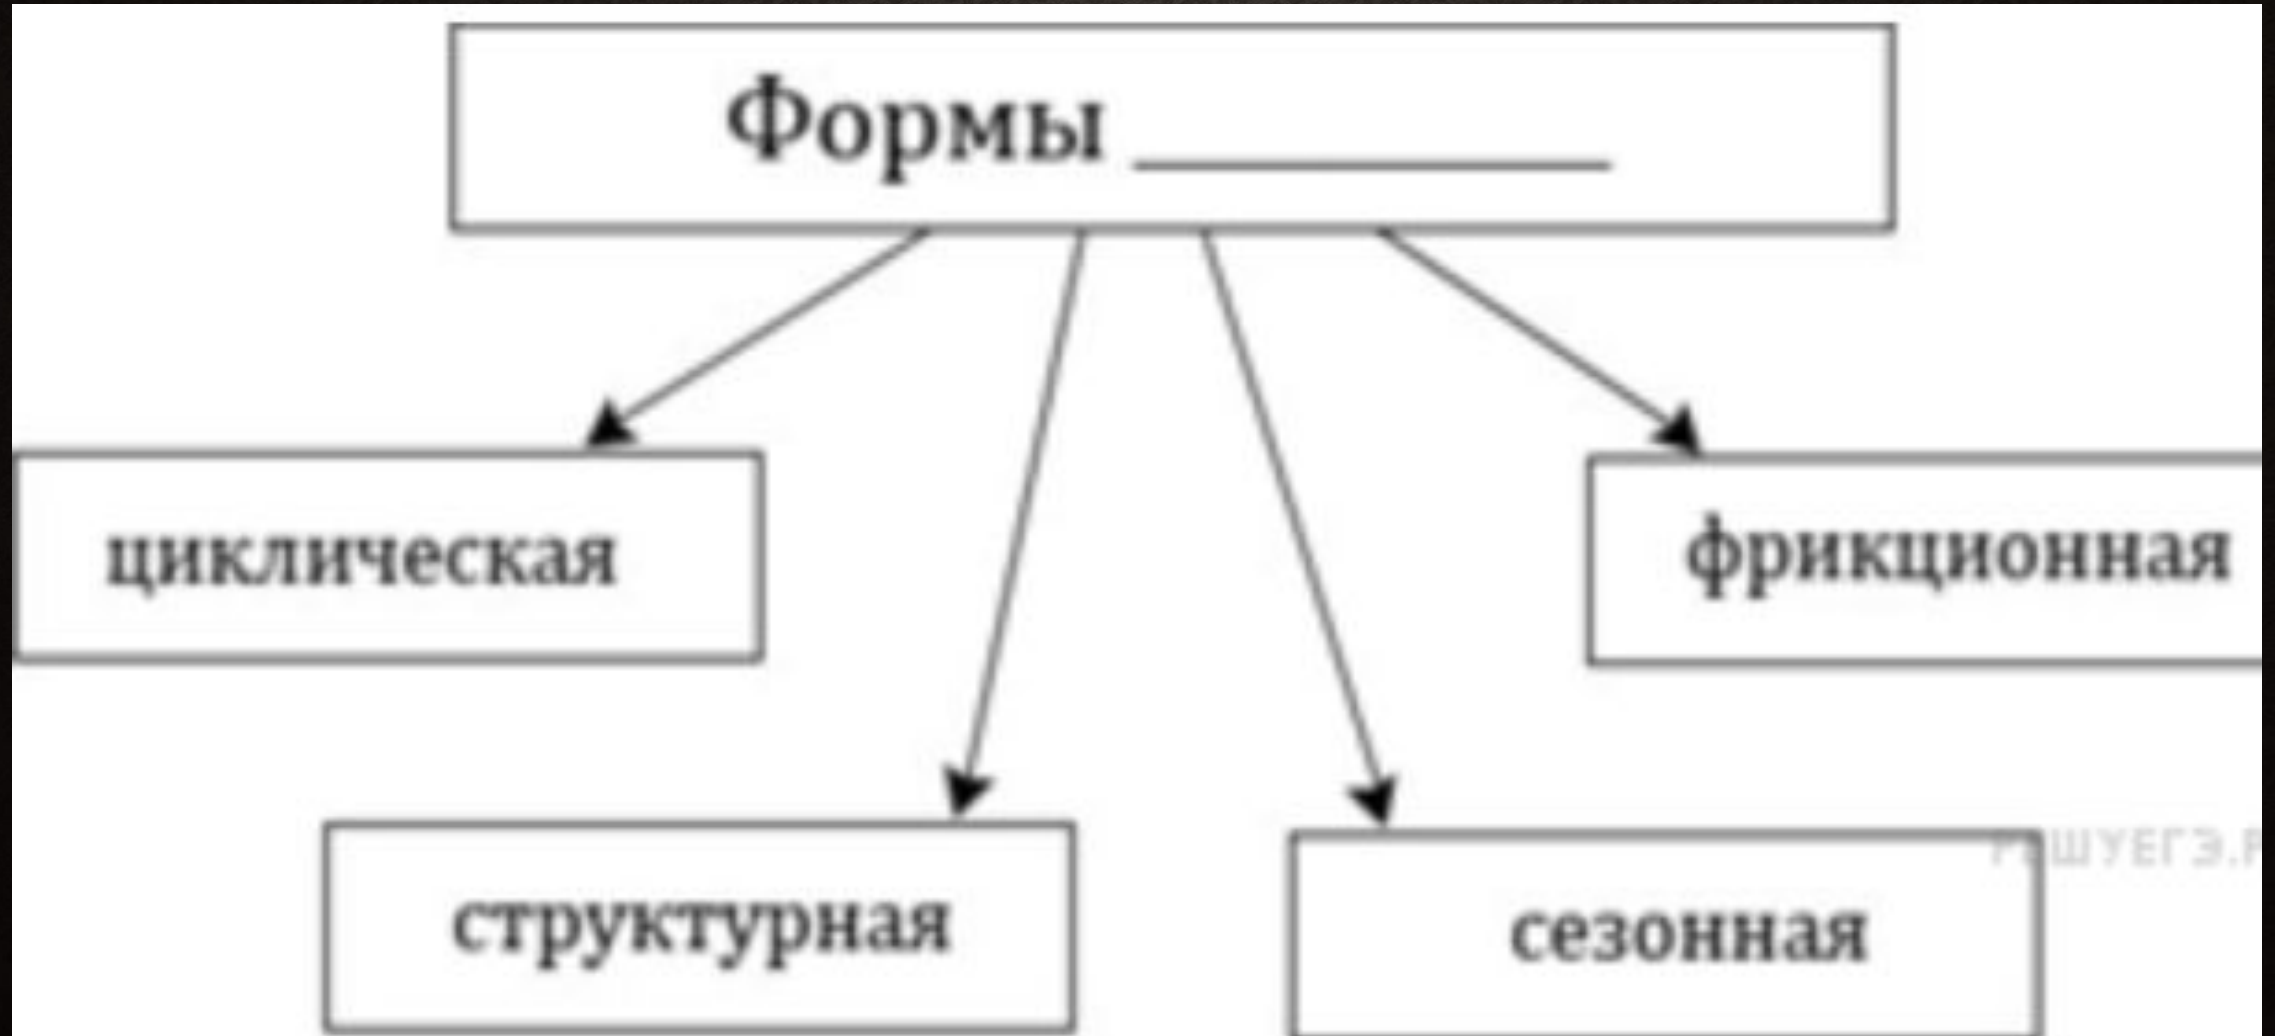 Формы __________
циклическая
фрикционная
структурная
сезонная